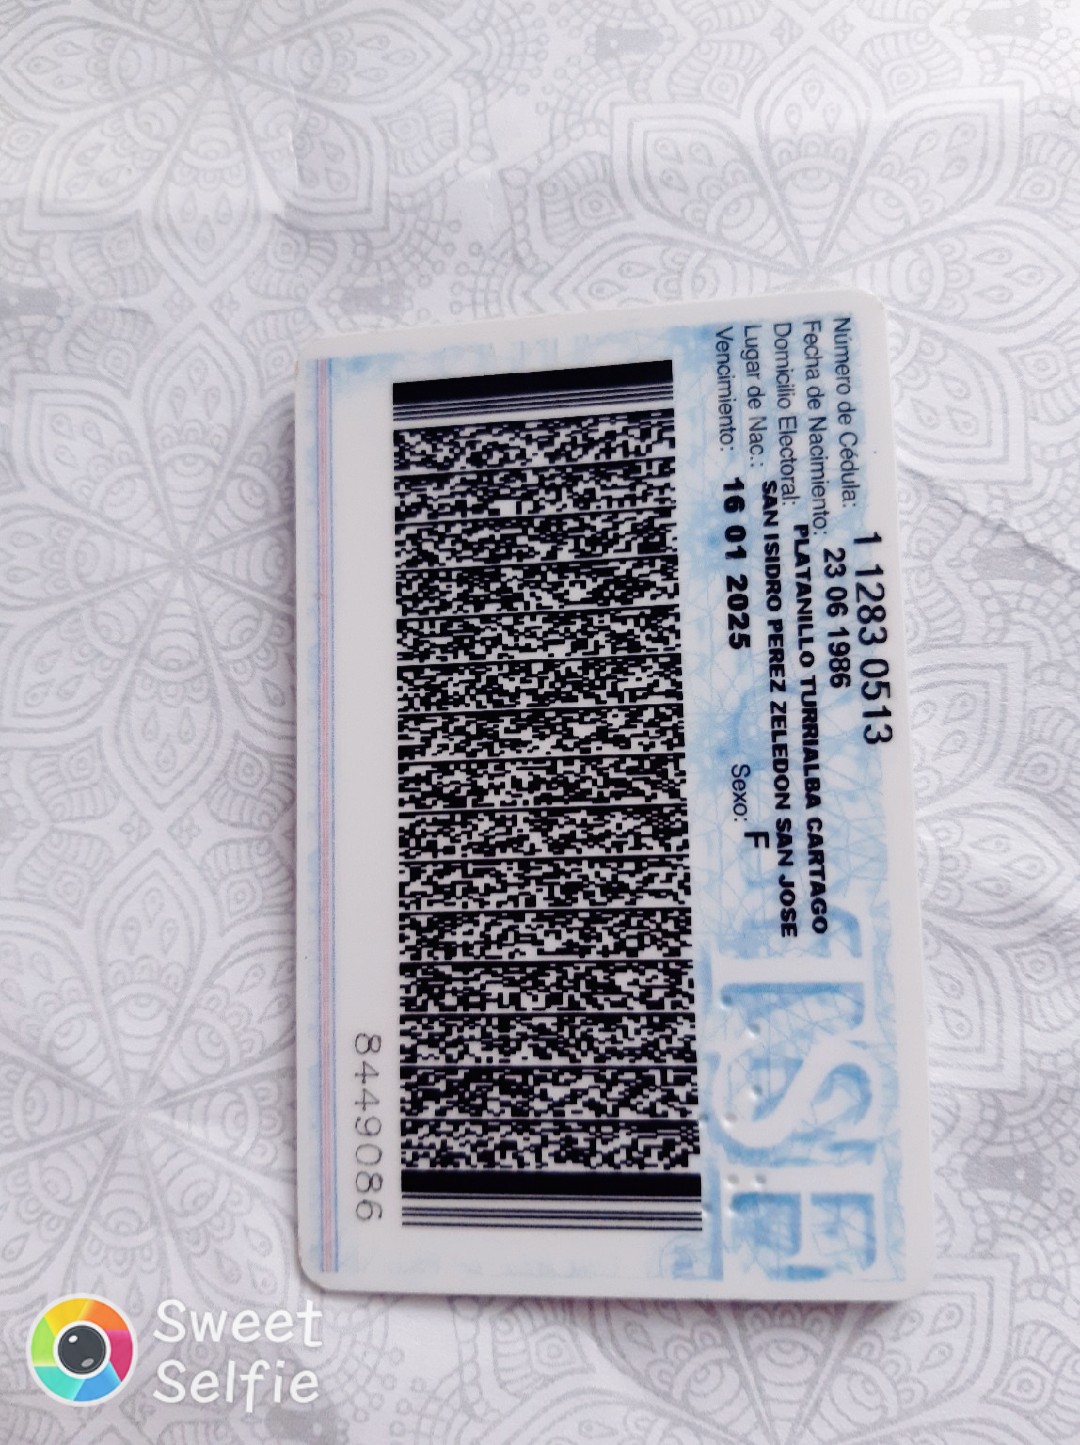 Número de Cédula: 1 1283 0513
Fecha de Nacimiento: 23 06 1986
Domicilio Electoral: PLATANILLO TURRIALBA CARTAGO
Lugar de Nac.: SAN ISIDRO PEREZ ZELEDON SAN JOSE
Vencimiento: 16 01 2025 Sexo: F
TSE
8449086
Sweet
Selfie